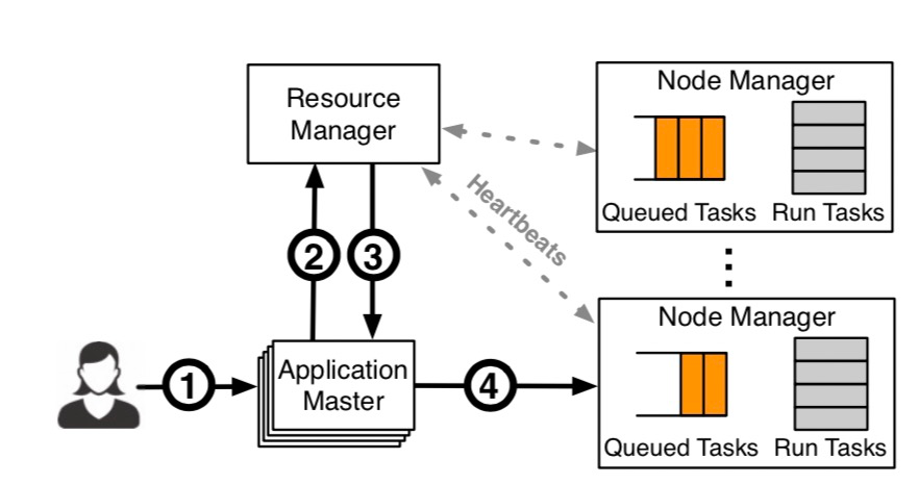 Resource
Manager
Node Manager
Queued Tasks Run Tasks
Heartbeats
2
3
Node Manager
Queued Tasks Run Tasks
1
Application
Master
4